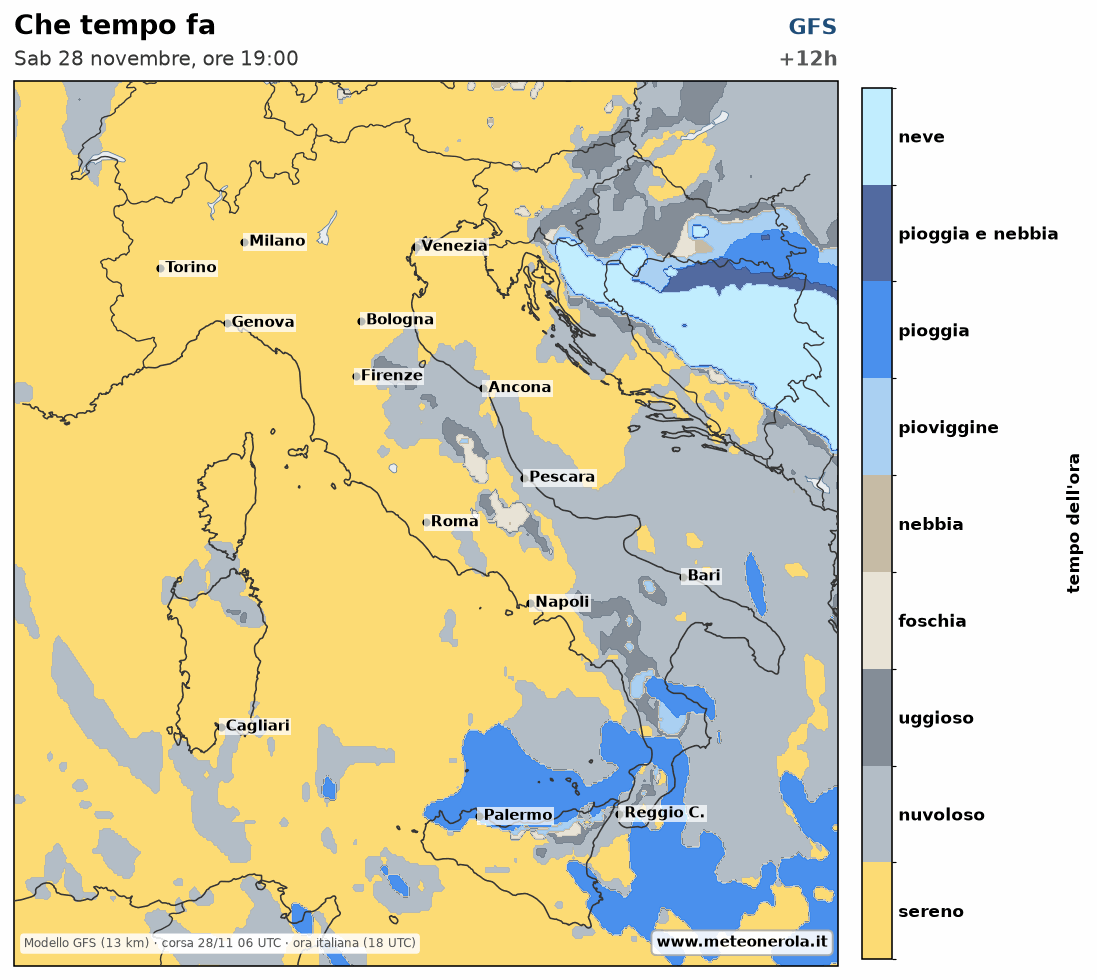 Che tempo fa
GFS
Sab 28 novembre, ore 19:00
+12h
neve
pioggia e nebbia
pioggia
pioviggine
nebbia
foschia
uggioso
nuvoloso
sereno
tempo dell'ora
Milano
Venezia
Torino
Genova
Bologna
Firenze
Ancona
Pescara
Roma
Bari
Napoli
Cagliari
Palermo
Reggio C.
Modello GFS (13 km) · corsa 28/11 06 UTC · ora italiana (18 UTC)
www.meteonerola.it